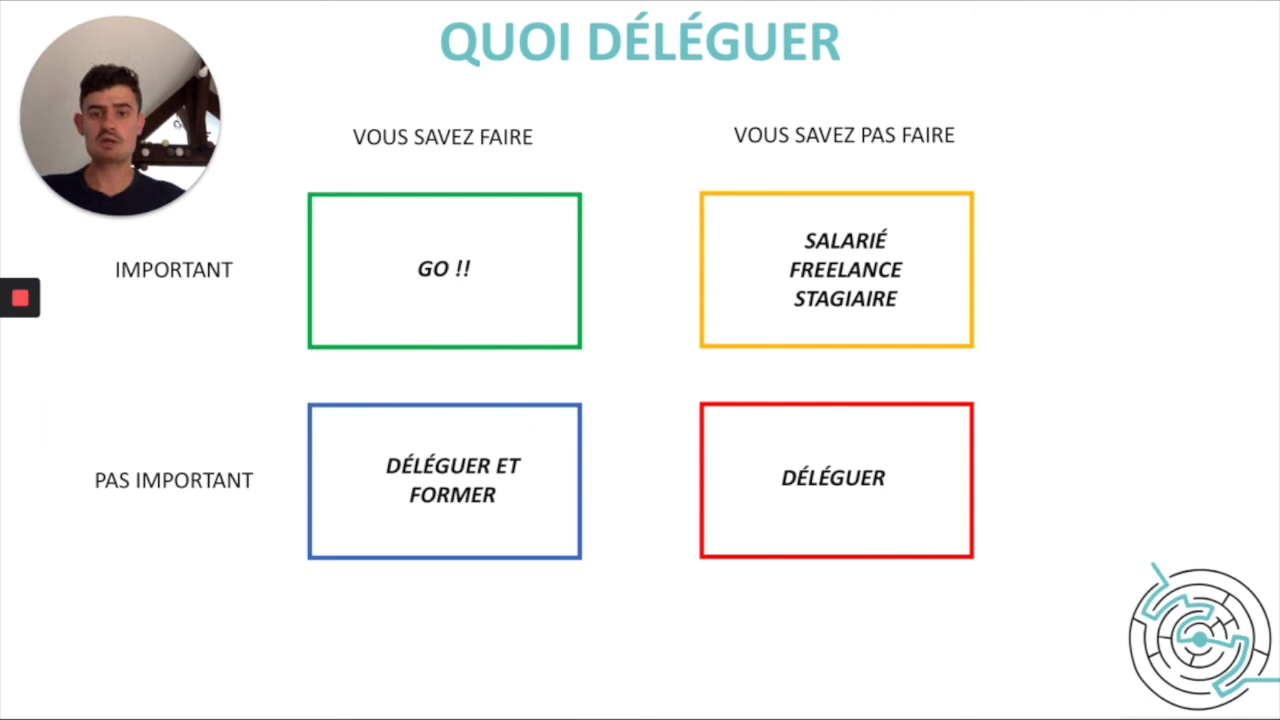 QUOI DÉLÉGUER
VOUS SAVEZ FAIRE
VOUS SAVEZ PAS FAIRE
IMPORTANT
GO !!
SALARIÉ
FREELANCE
STAGIAIRE
PAS IMPORTANT
DÉLÉGUER ET
FORMER
DÉLÉGUER